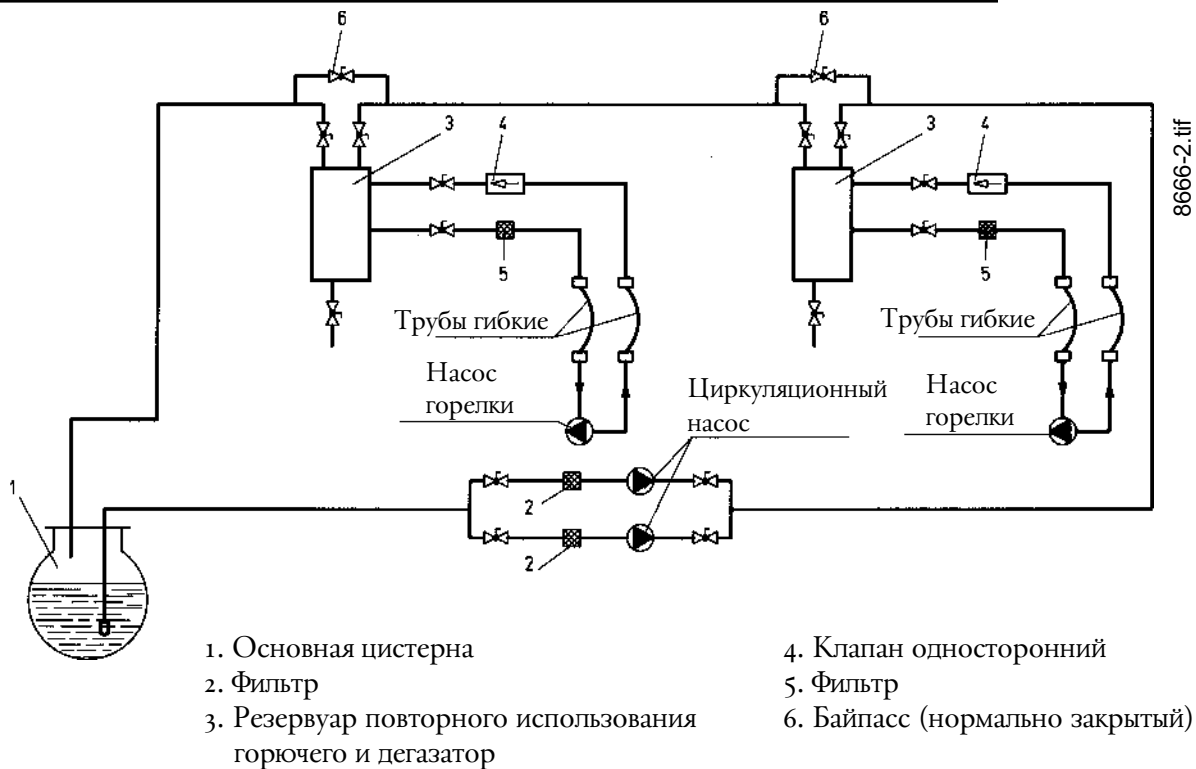 6
6
3
4
3
4
8666-2.tif
5
5
Трубы гибкие
Трубы гибкие
Насос
горелки
Циркуляционный
насос
Насос
горелки
1
2
2
1. Основная цистерна
2. Фильтр
3. Резервуар повторного использования
горючего и дегазатор
4. Клапан односторонний
5. Фильтр
6. Байпасс (нормально закрытый)